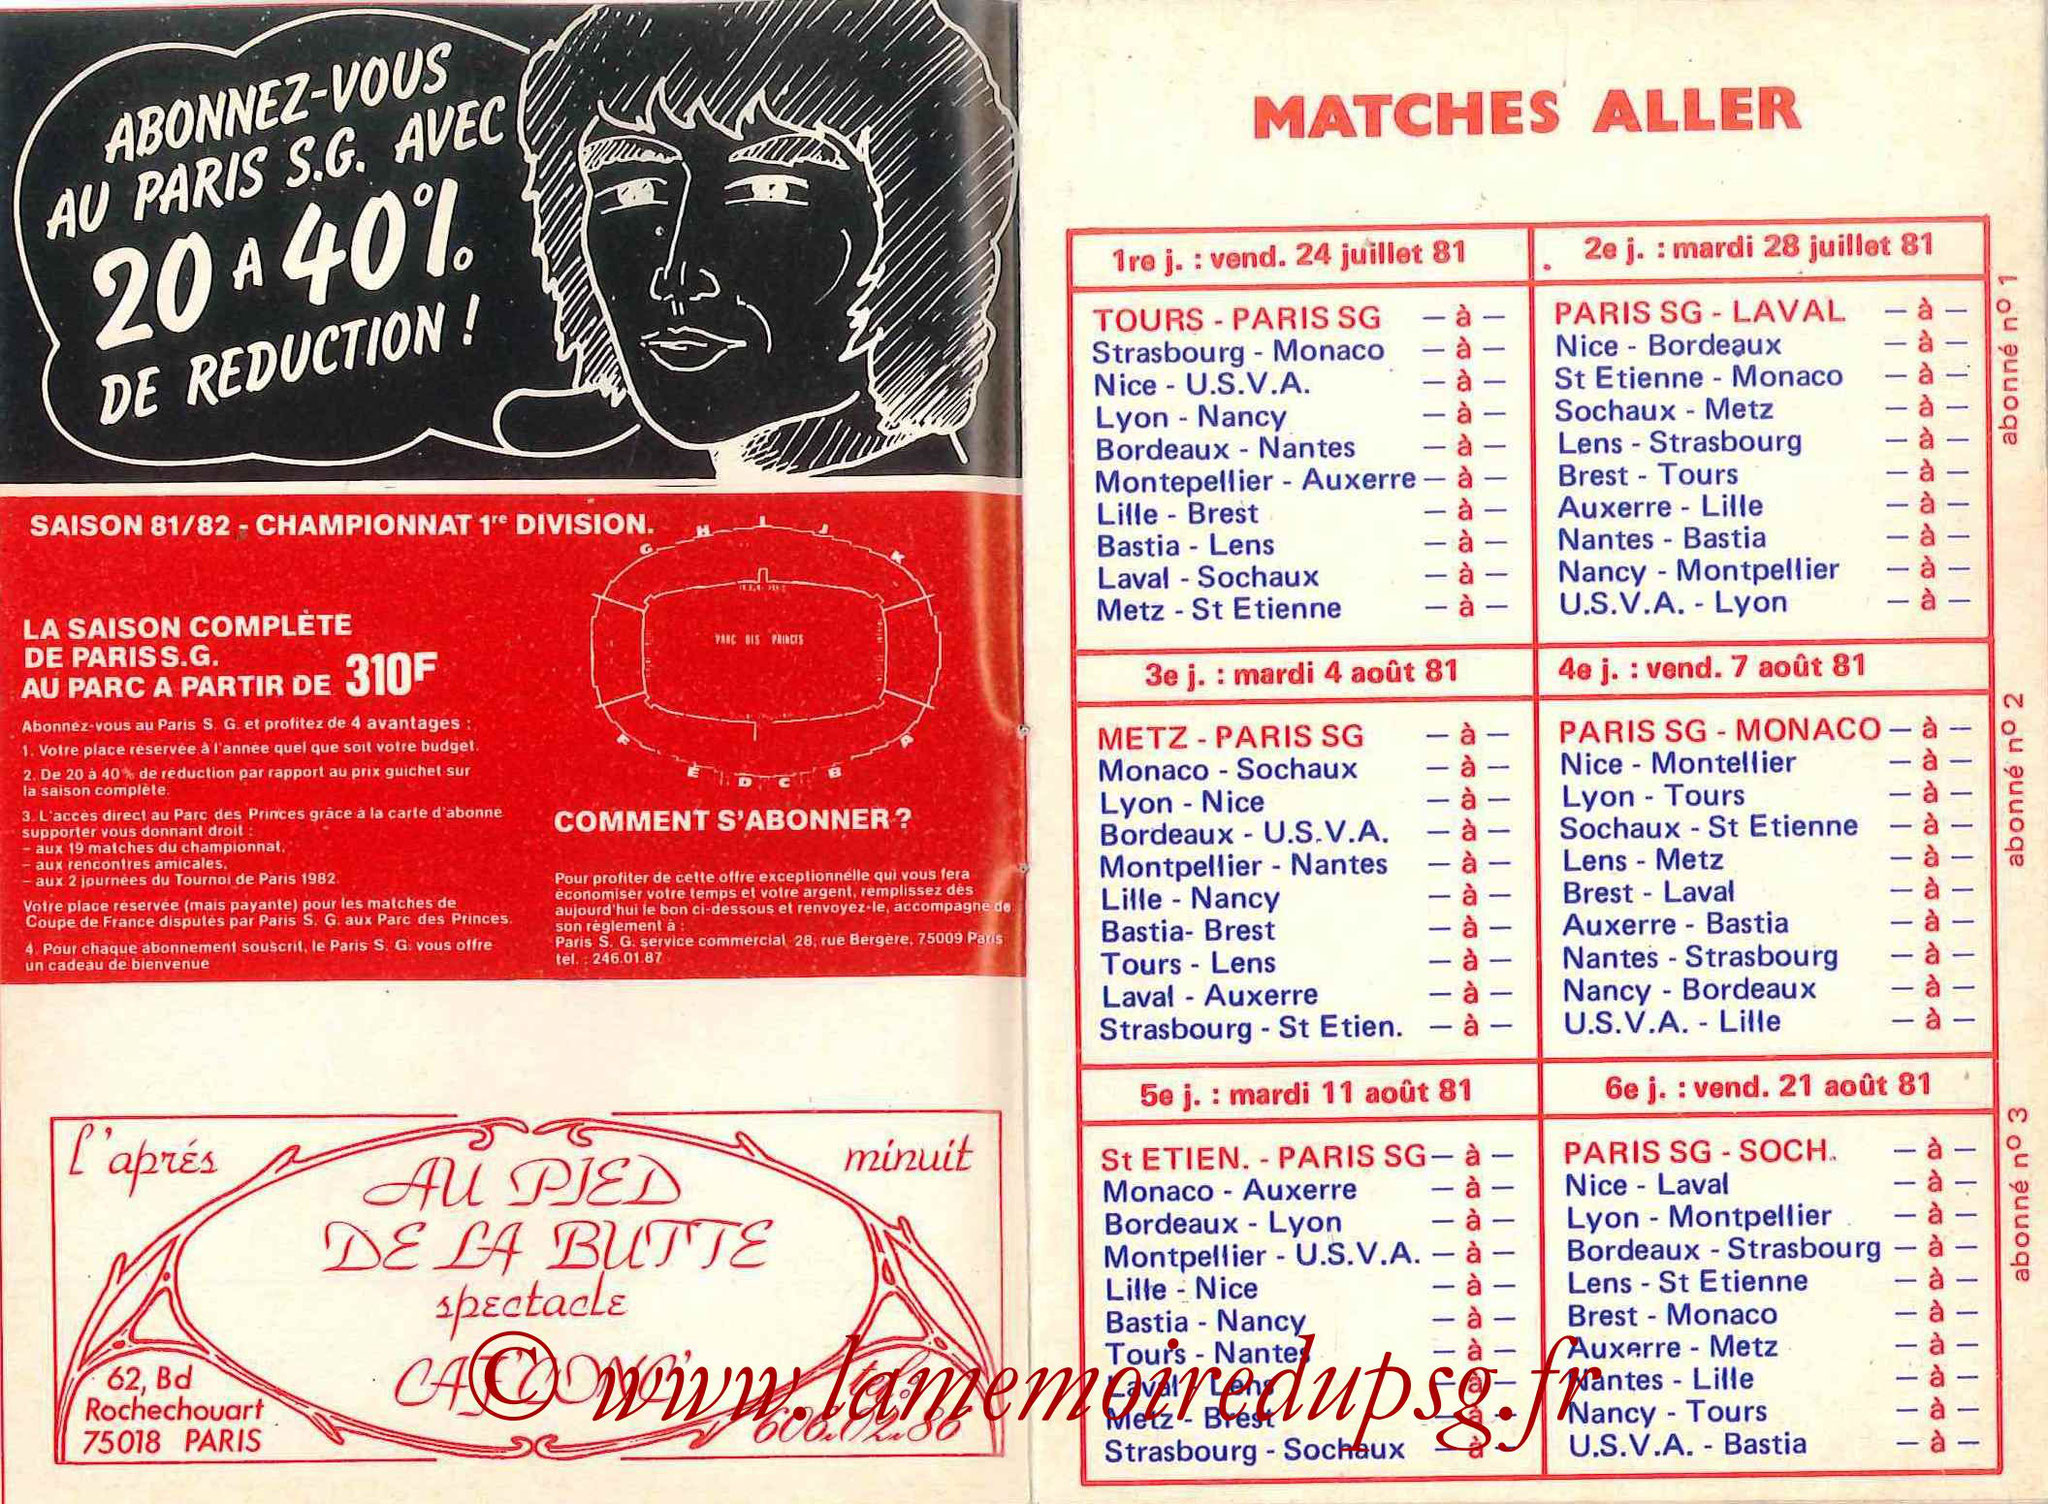 ABONNEZ-VOUS
AU PARIS S.G. AVEC
20 A 40%
DE REDUCTION !
SAISON 81/82 - CHAMPIONNAT 1re DIVISION.
LA SAISON COMPLÈTE
DE PARIS S.G.
AU PARC A PARTIR DE 310F
Abonnez-vous au Paris S. G. et profitez de 4 avantages :
1. Votre place réservée à l'année quel que soit votre budget.
2. De 20 à 40% de réduction par rapport au prix guichet sur
la saison complète.
3. L'accès direct au Parc des Princes grâce à la carte d'abonné
supporter vous donnant droit :
- aux 19 matches du championnat,
- aux rencontres amicales,
- aux 2 journées du Tournoi de Paris 1982.
Votre place réservée (mais payante) pour les matches de
Coupe de France disputés par Paris S. G. aux Parc des Princes.
4. Pour chaque abonnement souscrit, le Paris S. G. vous offre
un cadeau de bienvenue
G H I J K
PARC DES PRINCES
F E D C B A
COMMENT S'ABONNER ?
Pour profiter de cette offre exceptionnelle qui vous fera
économiser votre temps et votre argent, remplissez dès
aujourd'hui le bon ci-dessous et renvoyez-le, accompagné de
son règlement à :
Paris S. G. service commercial 28, rue Bergère, 75009 Paris
tél. : 246.01.87
l'aprés minuit
AU PIED
DE LA BUTTE
spectacle
CAF'CONC'
62, Bd
Rochechouart
75018 PARIS
606.02.86
MATCHES ALLER
1re j. : vend. 24 juillet 81
TOURS - PARIS SG — à —
Strasbourg - Monaco — à —
Nice - U.S.V.A. — à —
Lyon - Nancy — à —
Bordeaux - Nantes — à —
Montepellier - Auxerre — à —
Lille - Brest — à —
Bastia - Lens — à —
Laval - Sochaux — à —
Metz - St Etienne — à —
2e j. : mardi 28 juillet 81
PARIS SG - LAVAL — à —
Nice - Bordeaux — à —
St Etienne - Monaco — à —
Sochaux - Metz — à —
Lens - Strasbourg — à —
Brest - Tours — à —
Auxerre - Lille — à —
Nantes - Bastia — à —
Nancy - Montpellier — à —
U.S.V.A. - Lyon — à —
abonné nº 1
3e j. : mardi 4 août 81
METZ - PARIS SG — à —
Monaco - Sochaux — à —
Lyon - Nice — à —
Bordeaux - U.S.V.A. — à —
Montpellier - Nantes — à —
Lille - Nancy — à —
Bastia- Brest — à —
Tours - Lens — à —
Laval - Auxerre — à —
Strasbourg - St Etien. — à —
4e j. : vend. 7 août 81
PARIS SG - MONACO — à —
Nice - Montellier — à —
Lyon - Tours — à —
Sochaux - St Etienne — à —
Lens - Metz — à —
Brest - Laval — à —
Auxerre - Bastia — à —
Nantes - Strasbourg — à —
Nancy - Bordeaux — à —
U.S.V.A. - Lille — à —
abonné nº 2
5e j. : mardi 11 août 81
St ETIEN. - PARIS SG — à —
Monaco - Auxerre — à —
Bordeaux - Lyon — à —
Montpellier - U.S.V.A. — à —
Lille - Nice — à —
Bastia - Nancy — à —
Tours - Nantes — à —
Laval - Lens — à —
Metz - Brest — à —
Strasbourg - Sochaux — à —
6e j. : vend. 21 août 81
PARIS SG - SOCH. — à —
Nice - Laval — à —
Lyon - Montpellier — à —
Bordeaux - Strasbourg — à —
Lens - St Etienne — à —
Brest - Monaco — à —
Auxerre - Metz — à —
Nantes - Lille — à —
Nancy - Tours — à —
U.S.V.A. - Bastia — à —
abonné nº 3
© www.lamemoiredupsg.fr